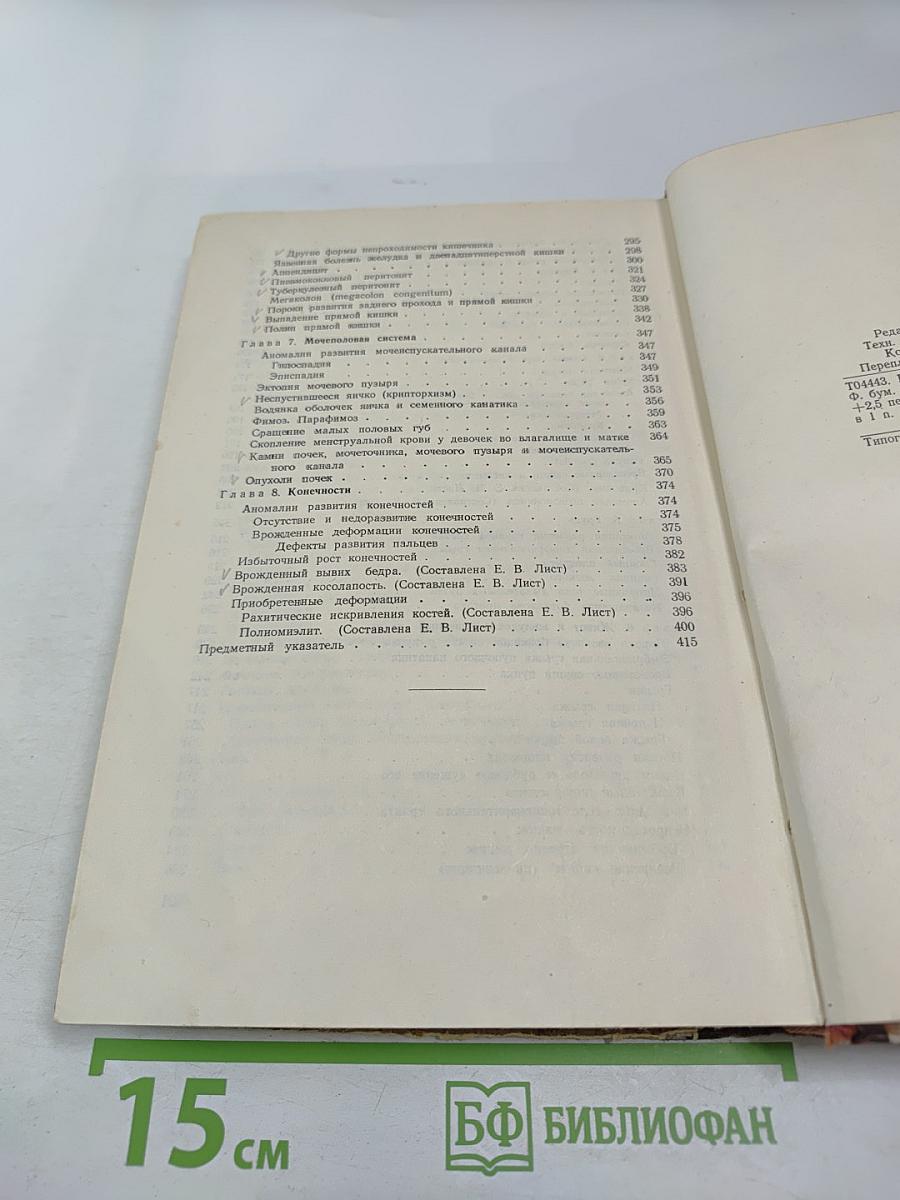 Другие формы непроходимости кишечника . . . . . . . . 295
Язвенная болезнь желудка и двенадцатиперстной кишки . . . 298
Аппендицит . . . . . . . . . . 300
Пневмококковый перитонит . . . . . . . . . . 321
Туберкулезный перитонит . . . . . . . . . . 324
Мегаколон (megacolon congenitum) . . . . . . . . 327
Пороки развития заднего прохода и прямой кишки . . . . . 330
Выпадение прямой кишки . . . . . . . . . . 338
Полип прямой кишки . . . . . . . . . . 342
Глава 7. Мочеполовая система . . . . . . . . . . 347
Аномалии развития мочеиспускательного канала . . . . . 347
Гипоспадия . . . . . . . . . . 347
Эписпадия . . . . . . . . . . 349
Эктопия мочевого пузыря . . . . . . . . . . 351
Неспустившееся яичко (крипторхизм) . . . . . . . . 353
Водянка оболочек яичка и семенного канатика . . . . . . 356
Фимоз. Парафимоз . . . . . . . . . . 359
Сращение малых половых губ . . . . . . . . . . 363
Скопление менструальной крови у девочек во влагалище и матке 364
Камни почек, мочеточника, мочевого пузыря и мочеиспускатель-
ного канала . . . . . . . . . . 365
Опухоли почек . . . . . . . . . . 370
Глава 8. Конечности . . . . . . . . . . 374
Аномалии развития конечностей . . . . . . . . . . 374
Отсутствие и недоразвитие конечностей . . . . . . . . 374
Врожденные деформации конечностей . . . . . . . . 375
Дефекты развития пальцев . . . . . . . . . . 378
Избыточный рост конечностей . . . . . . . . . . 382
Врожденный вывих бедра. (Составлена Е. В. Лист) . . . . 383
Врожденная косолапость. (Составлена Е. В. Лист) . . . . . 391
Приобретенные деформации . . . . . . . . . . 396
Рахитические искривления костей. (Составлена Е. В. Лист) . . 396
Полиомиэлит. (Составлена Е. В. Лист) . . . . . . . . 400
Предметный указатель . . . . . . . . . . 415
Реда
Техн.
Ко
Перепл
Т04443.
Ф. бум.
+2,5 пе
в 1 п.
Типог
15 см
БФ БИБЛИОФАН